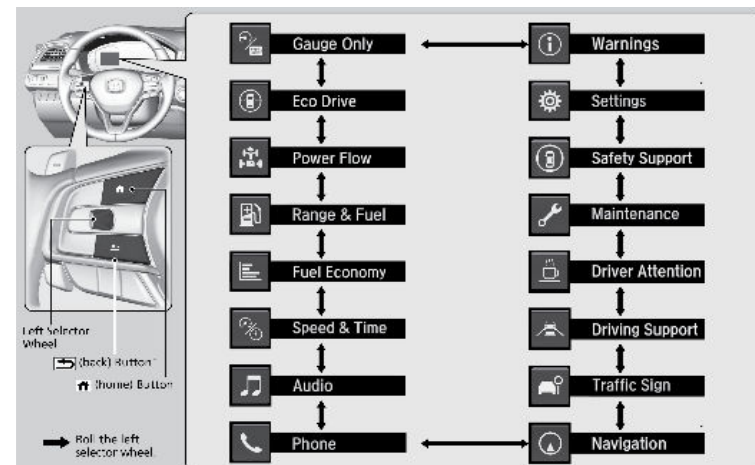 Gauge Only
Warnings
Eco Drive
Settings
Power Flow
Safety Support
Range & Fuel
Maintenance
Fuel Economy
Driver Attention
Speed & Time
Driving Support
Audio
Traffic Sign
Phone
Navigation
Left Selector
Wheel
(back) Button
(home) Button
Roll the left
selector wheel.